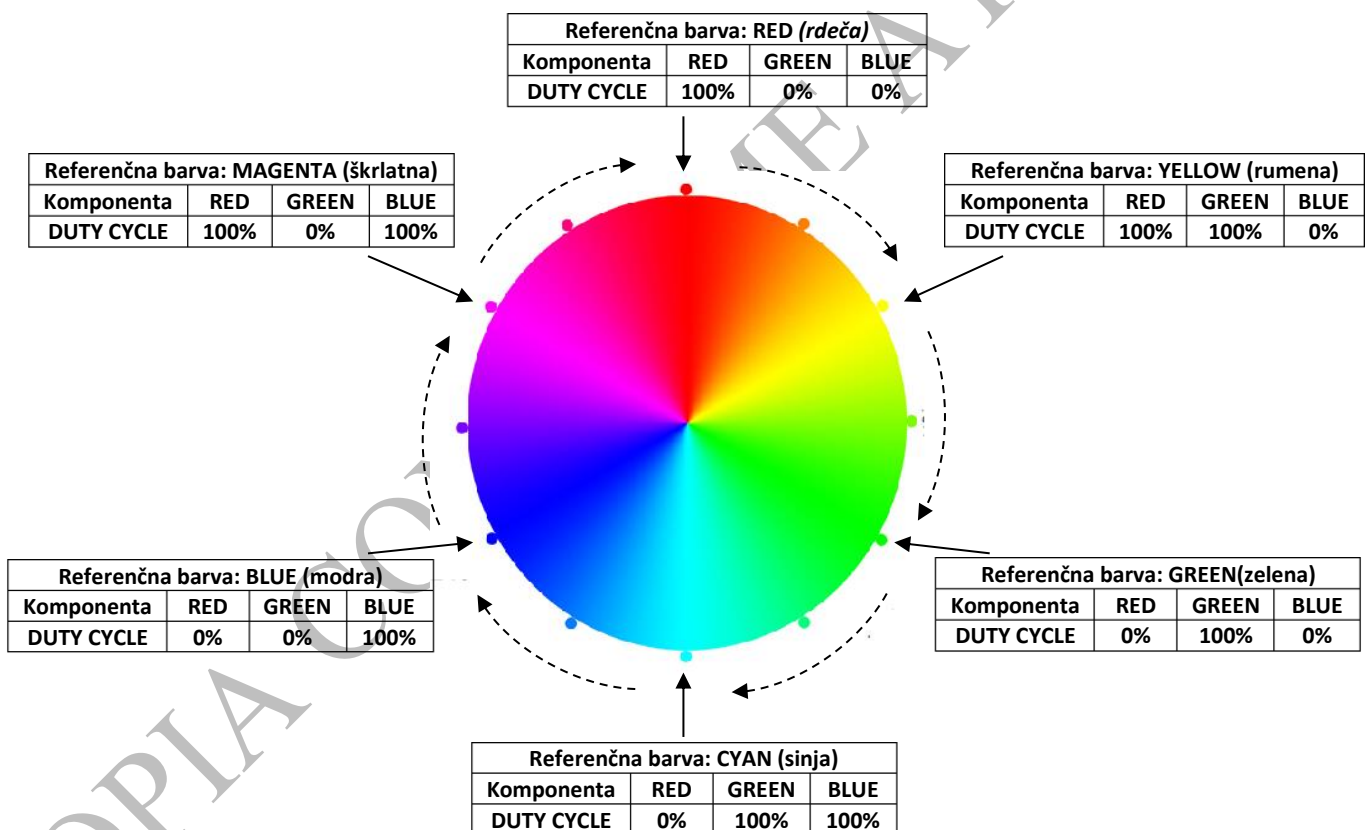 Referenčna barva: RED (rdeča)
Komponenta RED GREEN BLUE
DUTY CYCLE 100% 0% 0%
Referenčna barva: MAGENTA (škrlatna)
Komponenta RED GREEN BLUE
DUTY CYCLE 100% 0% 100%
Referenčna barva: YELLOW (rumena)
Komponenta RED GREEN BLUE
DUTY CYCLE 100% 100% 0%
Referenčna barva: BLUE (modra)
Komponenta RED GREEN BLUE
DUTY CYCLE 0% 0% 100%
Referenčna barva: GREEN(zelena)
Komponenta RED GREEN BLUE
DUTY CYCLE 0% 100% 0%
Referenčna barva: CYAN (sinja)
Komponenta RED GREEN BLUE
DUTY CYCLE 0% 100% 100%